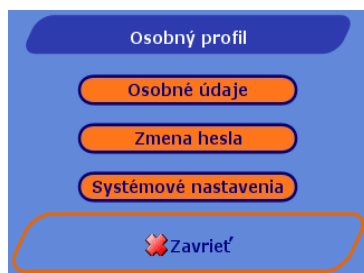 Osobný profil
Osobné údaje
Zmena hesla
Systémové nastavenia
Zavrieť